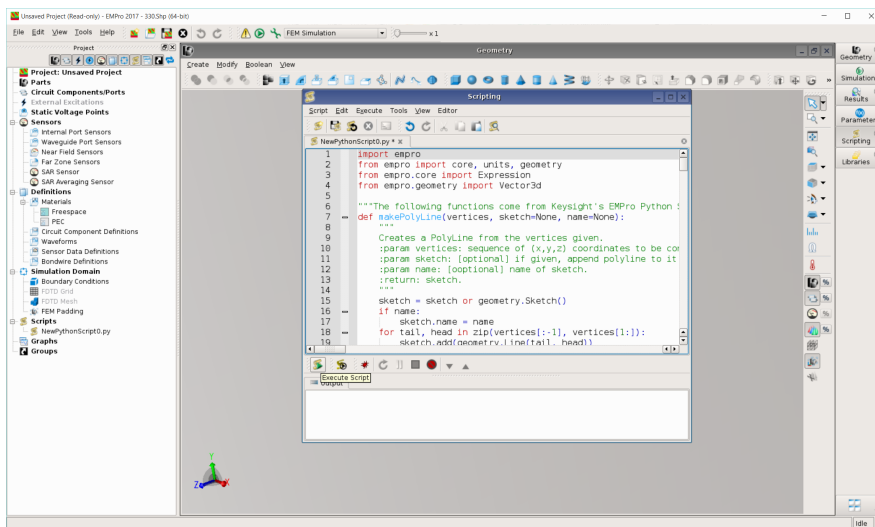 Unsaved Project (Read-only) - EMPro 2017 - 330.Shp (64-bit)
File Edit View Tools Help
FEM Simulation
x 1
Project
Project: Unsaved Project
Parts
Circuit Components/Ports
External Excitations
Static Voltage Points
Sensors
Internal Port Sensors
Waveguide Port Sensors
Near Field Sensors
Far Zone Sensors
SAR Sensor
SAR Averaging Sensor
Definitions
Materials
Freespace
PEC
Circuit Component Definitions
Waveforms
Sensor Data Definitions
Bondwire Definitions
Simulation Domain
Boundary Conditions
FDTD Grid
FDTD Mesh
FEM Padding
Scripts
NewPythonScript0.py
Graphs
Groups
Geometry
Create Modify Boolean View
Scripting
Script Edit Execute Tools View Editor
NewPythonScript0.py * x
1 import empro
2 from empro import core, units, geometry
3 from empro.core import Expression
4 from empro.geometry import Vector3d
5
6 """The following functions come from Keysight's EMPro Python S
7 def makePolyLine(vertices, sketch=None, name=None):
8 """
9 Creates a PolyLine from the vertices given.
10 :param vertices: sequence of (x,y,z) coordinates to be con
11 :param sketch: [optional] if given, append polyline to it
12 :param name: [ooptional] name of sketch.
13 :return: sketch.
14 """
15 sketch = sketch or geometry.Sketch()
16 if name:
17 sketch.name = name
18 for tail, head in zip(vertices[:-1], vertices[1:]):
19 sketch.add(geometry.Line(tail, head))
Execute Script
Output
Y
Z
X
Geometry
Simulation
Results
Parameter
Scripting
Libraries
Idle